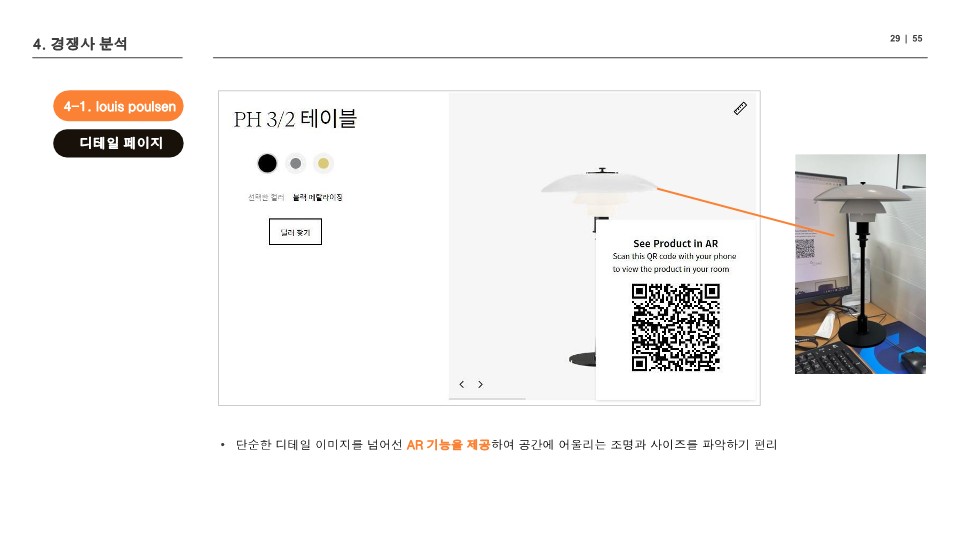 4. 경쟁사 분석
29 | 55
4-1. louis poulsen
디테일 페이지
PH 3/2 테이블
선택한 컬러 블랙 메탈라이징
딜러 찾기
See Product in AR
Scan this QR code with your phone
to view the product in your room
• 단순한 디테일 이미지를 넘어선 AR 기능을 제공하여 공간에 어울리는 조명과 사이즈를 파악하기 편리